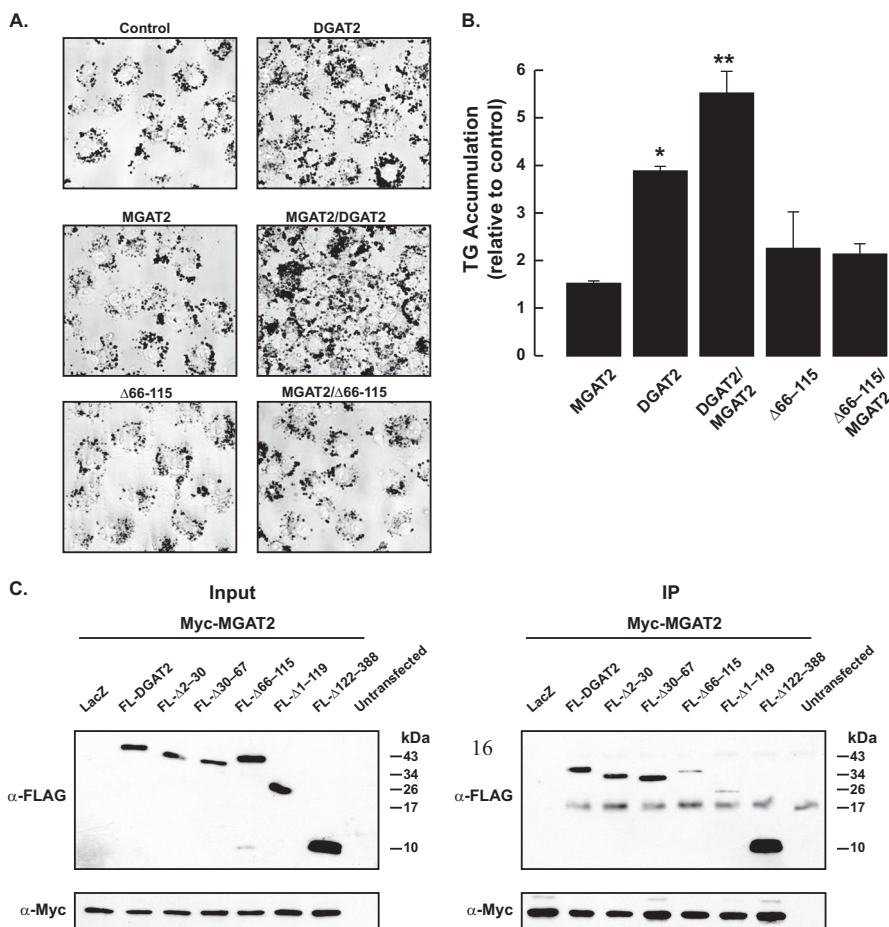 A.
Control
DGAT2
MGAT2
MGAT2/DGAT2
Δ66-115
MGAT2/Δ66-115
B.
TG Accumulation
(relative to control)
6
5
4
3
2
1
0
*
**
MGAT2
DGAT2
DGAT2/
MGAT2
Δ66–115
Δ66–115/
MGAT2
C.
Input
Myc-MGAT2
LacZ
FL-DGAT2
FL-Δ2–30
FL-Δ30–67
FL-Δ66–115
FL-Δ1–119
FL-Δ122–388
Untransfected
kDa
α-FLAG
–43
–34
–26
–17
–10
α-Myc
IP
Myc-MGAT2
LacZ
FL-DGAT2
FL-Δ2–30
FL-Δ30–67
FL-Δ66–115
FL-Δ1–119
FL-Δ122–388
Untransfected
kDa
16
α-FLAG
–43
–34
–26
–17
–10
α-Myc